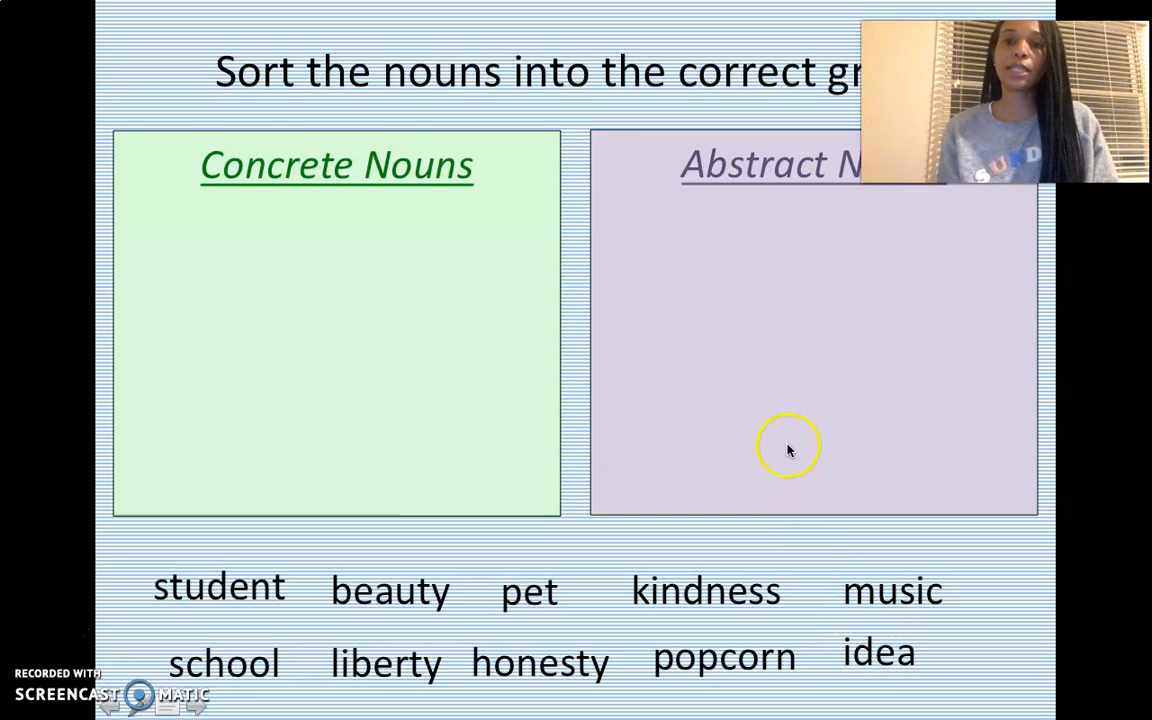 Sort the nouns into the correct gr
Concrete Nouns
Abstract N
SUND
student beauty pet kindness music
school liberty honesty popcorn idea
RECORDED WITH
SCREENCAST MATIC